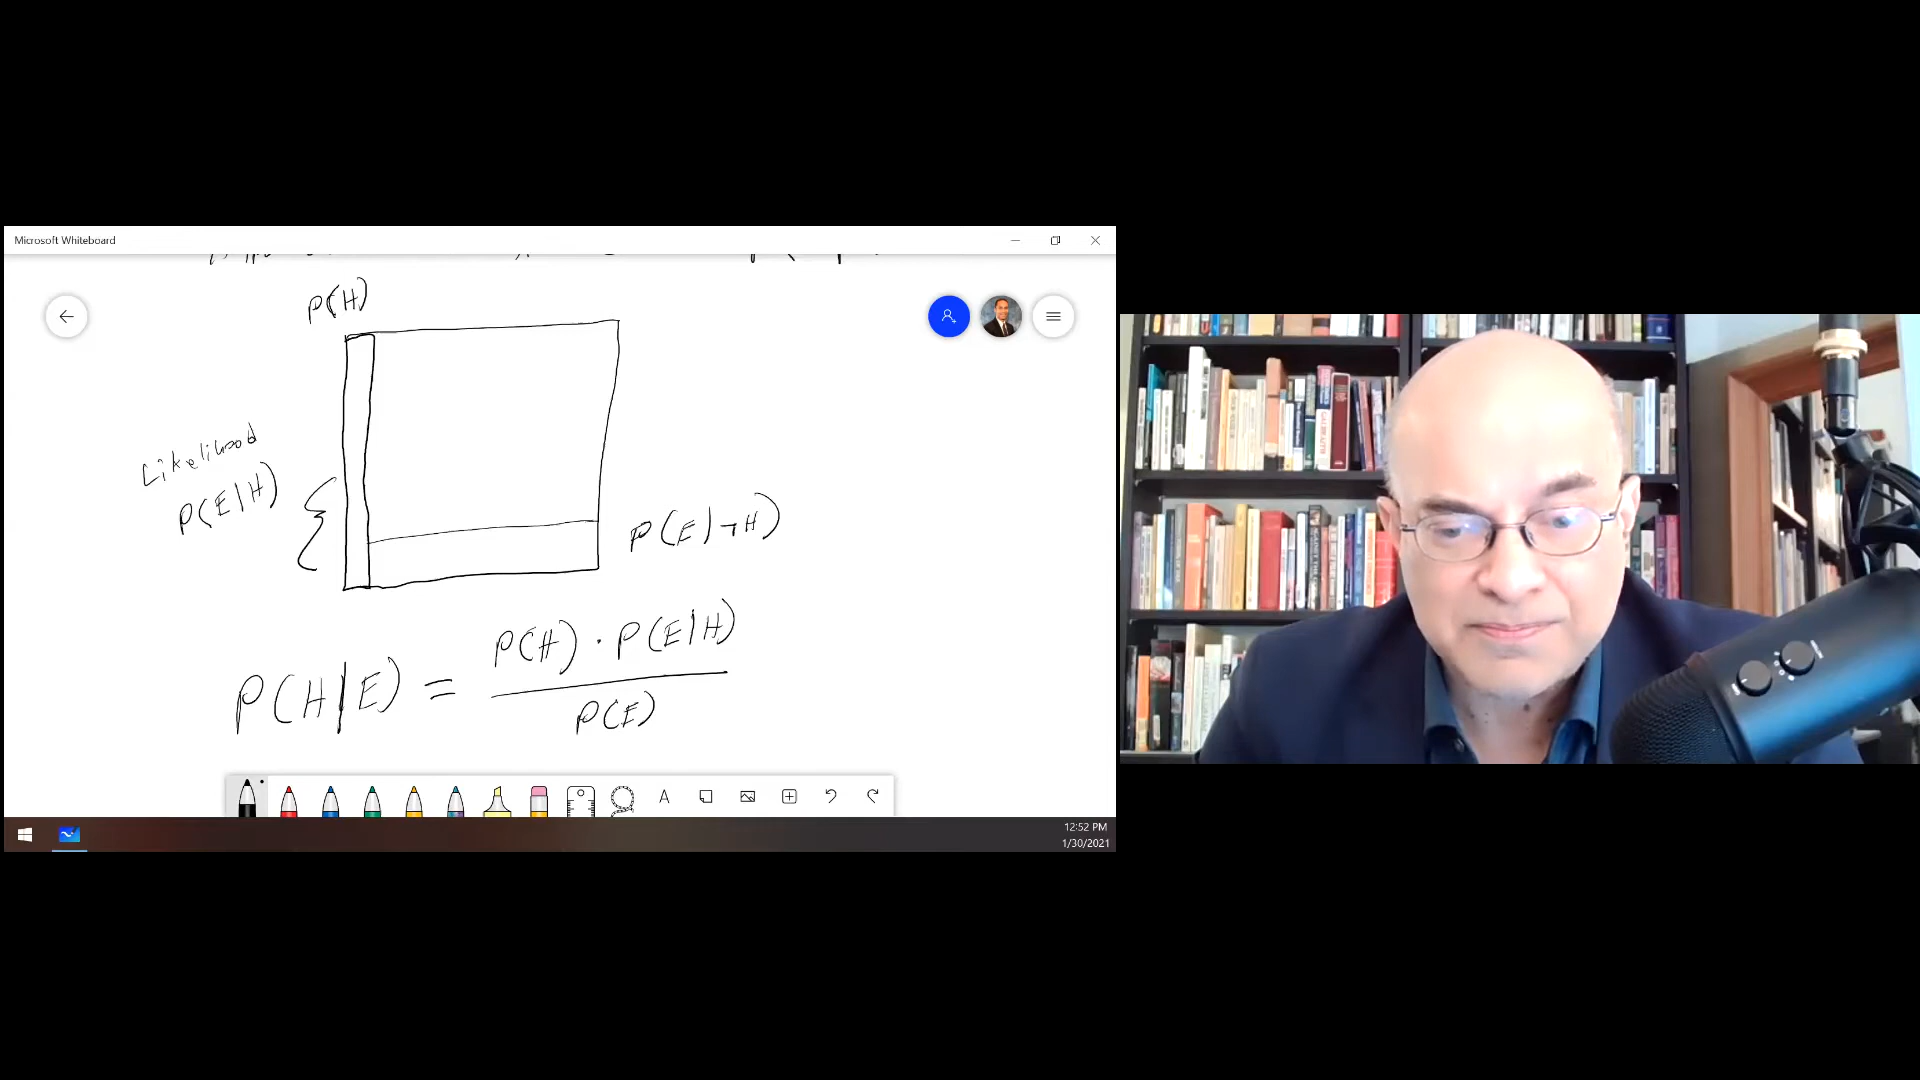 Microsoft Whiteboard
P(H)
Likelihood
P(E|H)
P(E|¬H)
P(H|E) = P(H) · P(E|H)
P(E)
A
12:52 PM
1/30/2021